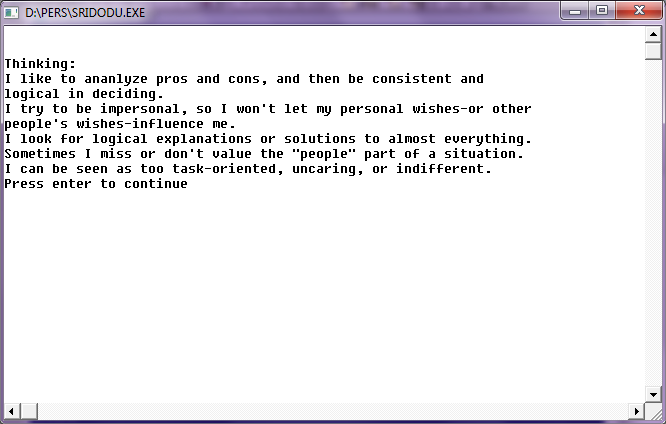 D:\PERS\SRIDODU.EXE
Thinking:
I like to ananlyze pros and cons, and then be consistent and
logical in deciding.
I try to be impersonal, so I won't let my personal wishes-or other
people's wishes-influence me.
I look for logical explanations or solutions to almost everything.
Sometimes I miss or don't value the "people" part of a situation.
I can be seen as too task-oriented, uncaring, or indifferent.
Press enter to continue